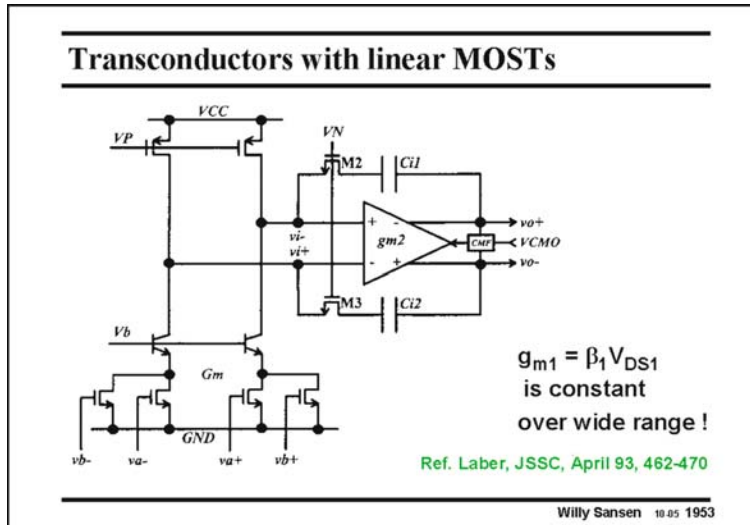 Transconductors with linear MOSTs
VCC
VP
VN
M2
Ci1
vi-
vi+
+ -
gm2
- +
vo+
CMF
VCMO
vo-
M3
Ci2
Vb
Gm
GND
vb- va- va+ vb+
gm1 = β1VDS1
is constant
over wide range !
Ref. Laber, JSSC, April 93, 462-470
Willy Sansen 10-05 1953